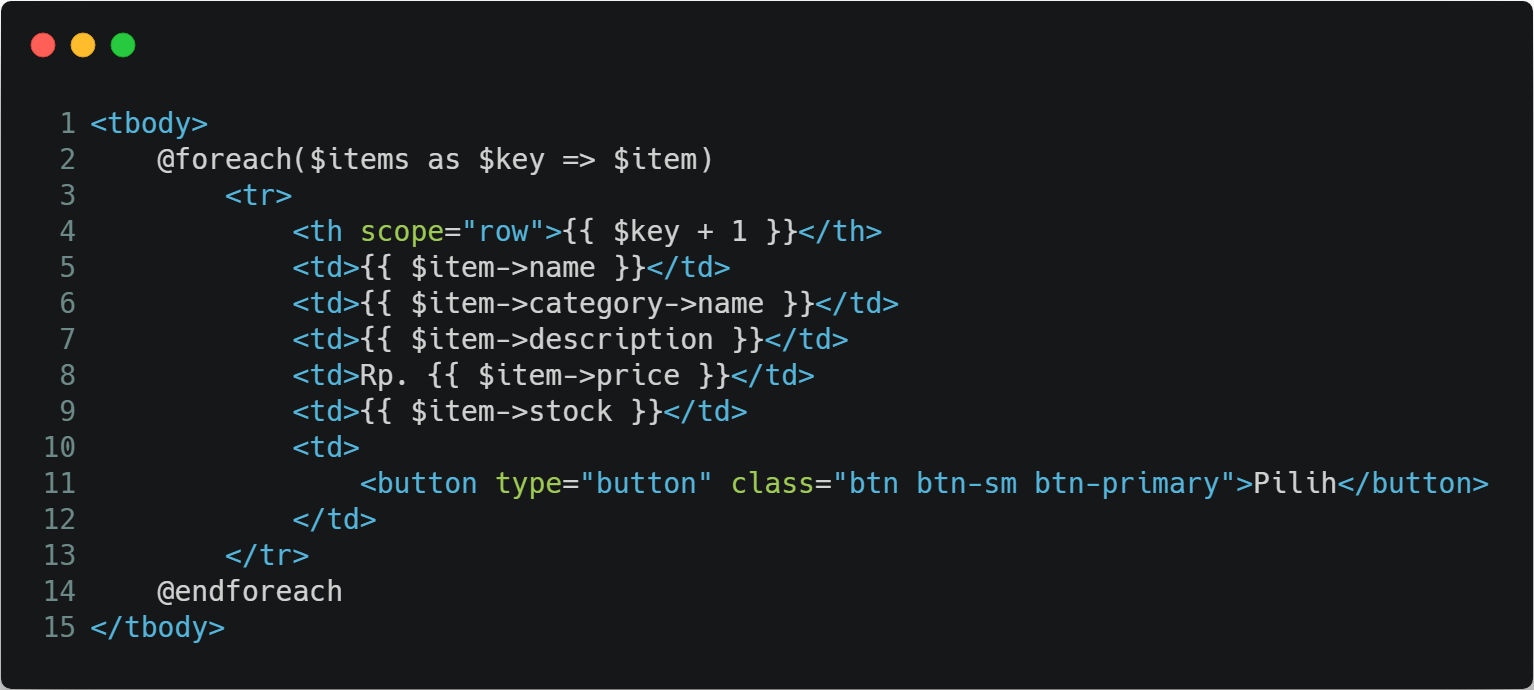 1 <tbody>
2     @foreach($items as $key => $item)
3         <tr>
4             <th scope="row">{{ $key + 1 }}</th>
5             <td>{{ $item->name }}</td>
6             <td>{{ $item->category->name }}</td>
7             <td>{{ $item->description }}</td>
8             <td>Rp. {{ $item->price }}</td>
9             <td>{{ $item->stock }}</td>
10             <td>
11                 <button type="button" class="btn btn-sm btn-primary">Pilih</button>
12             </td>
13         </tr>
14     @endforeach
15 </tbody>